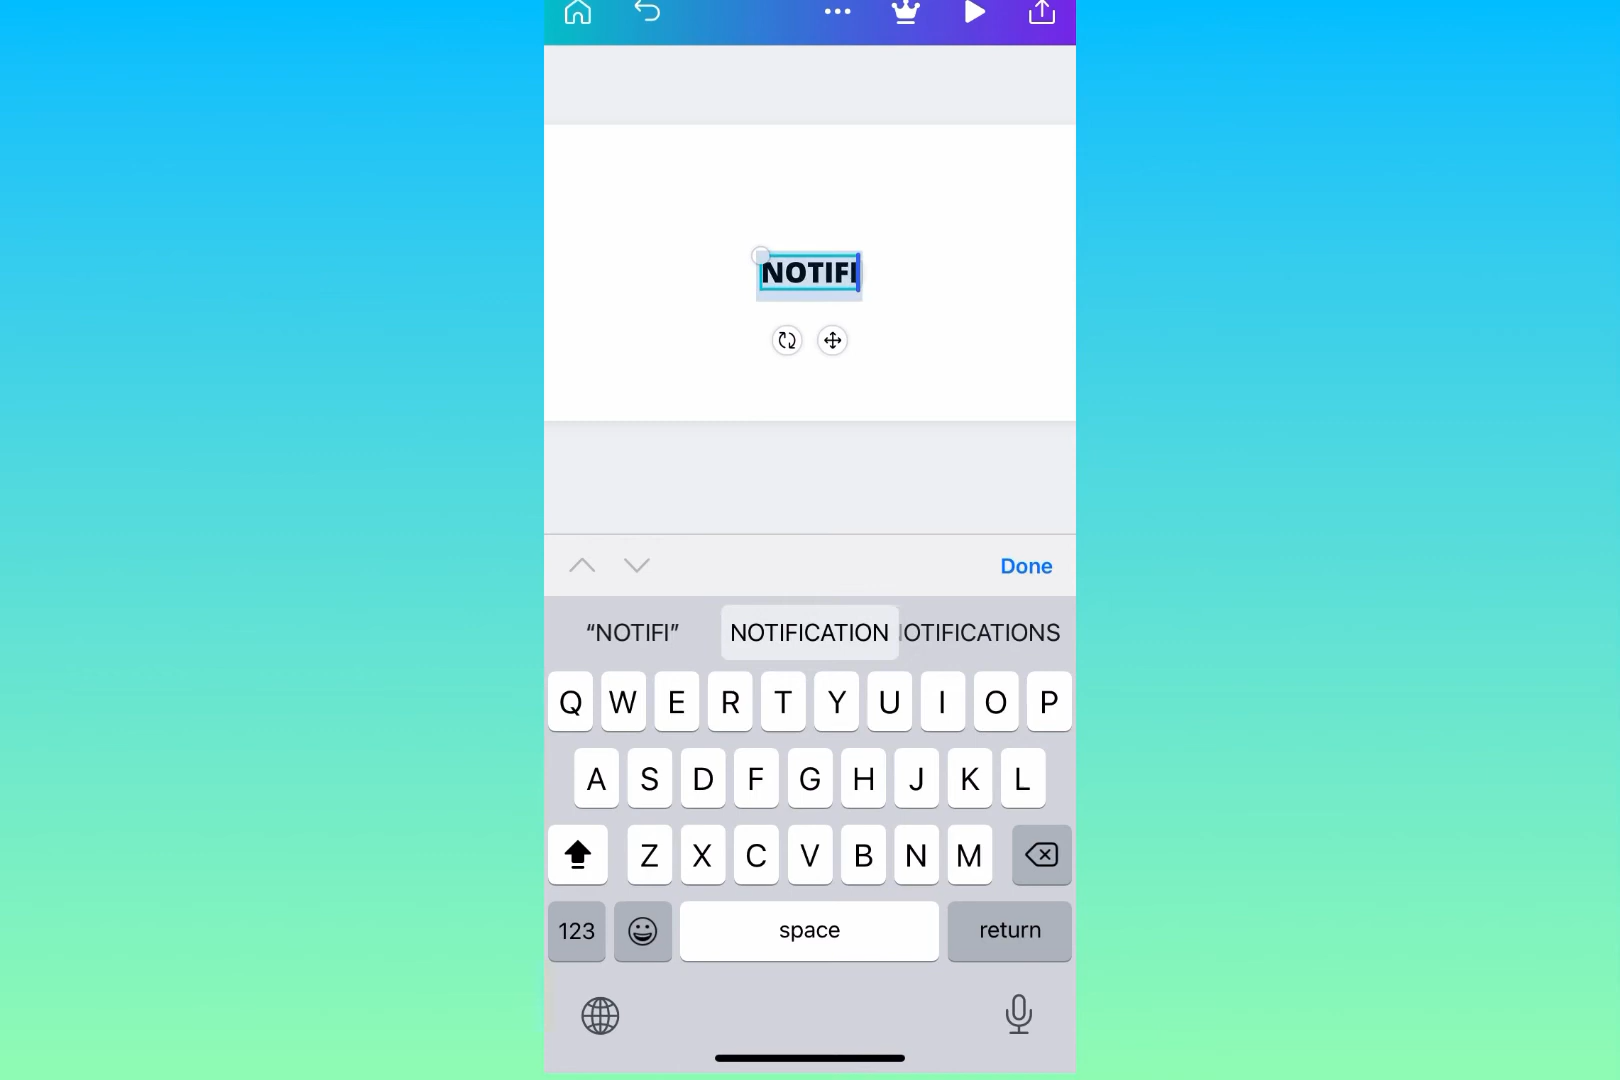 NOTIFI
Done
“NOTIFI” NOTIFICATION OTIFICATIONS
Q W E R T Y U I O P
A S D F G H J K L
Z X C V B N M
123 space return